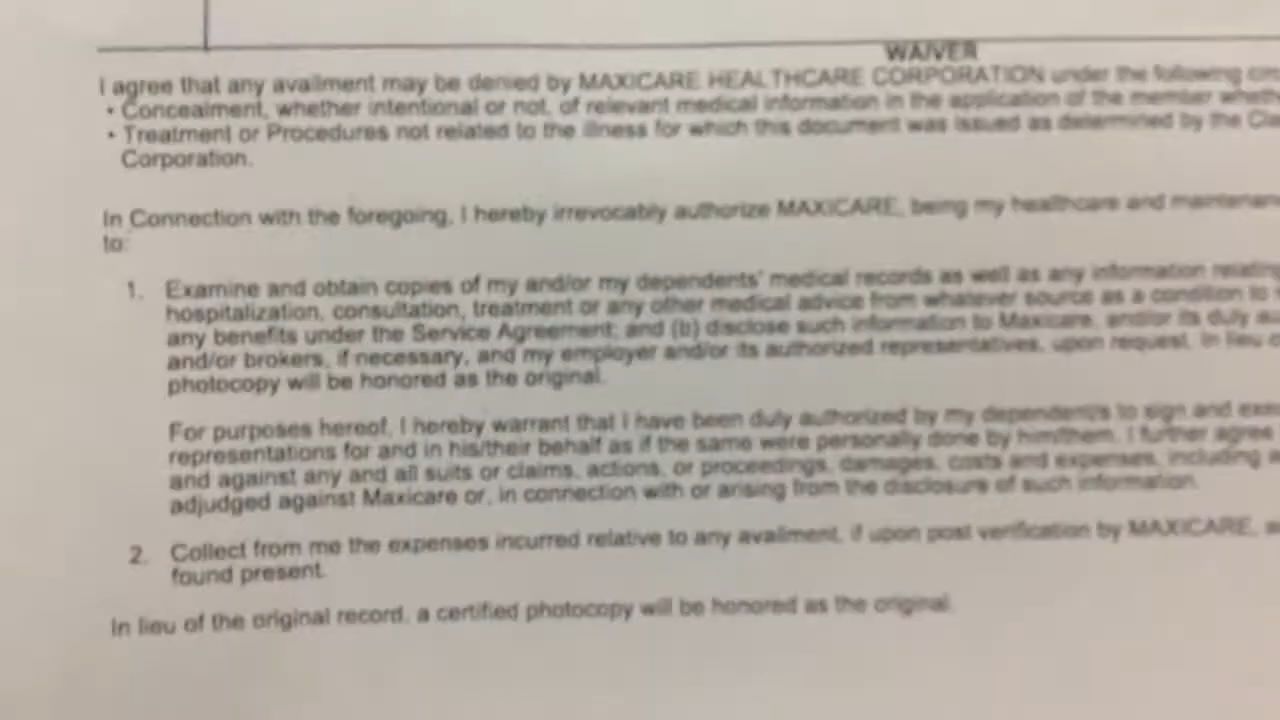 WAIVER
I agree that any availment may be denied by MAXICARE HEALTHCARE CORPORATION under the following
• Concealment, whether intentional or not, of relevant medical information in the application of the member
• Treatment or Procedures not related to the illness for which this document was issued as determined by the
Corporation.
In Connection with the foregoing, I hereby irrevocably authorize MAXICARE, being my healthcare and
to:
1. Examine and obtain copies of my and/or my dependents' medical records as well as any information
hospitalization, consultation, treatment or any other medical advice from whatever source as a condition to
any benefits under the Service Agreement; and (b) disclose such information to Maxicare, and/or its duly
and/or brokers, if necessary, and my employer and/or its authorized representatives, upon request. In lieu
photocopy will be honored as the original.
For purposes hereof, I hereby warrant that I have been duly authorized by my dependent/s to sign and
representations for and in his/their behalf as if the same were personally done by him/them. I further agree
and against any and all suits or claims, actions, or proceedings, damages, costs and expenses, including
adjudged against Maxicare or, in connection with or arising from the disclosure of such information.
2. Collect from me the expenses incurred relative to any availment, if upon post verification by MAXICARE,
found present.
In lieu of the original record, a certified photocopy will be honored as the original.